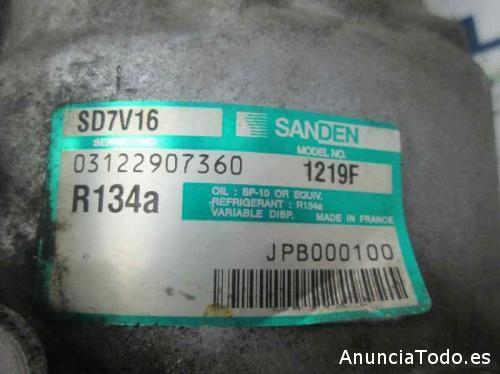 SD7V16
SANDEN
SERIAL NO.
MODEL NO.
03122907360
1219F
R134a
OIL : SP-10 OR EQUIV.
REFRIGERANT : R134a
VARIABLE DISP. MADE IN FRANCE
JPB000100
AnunciaTodo.es